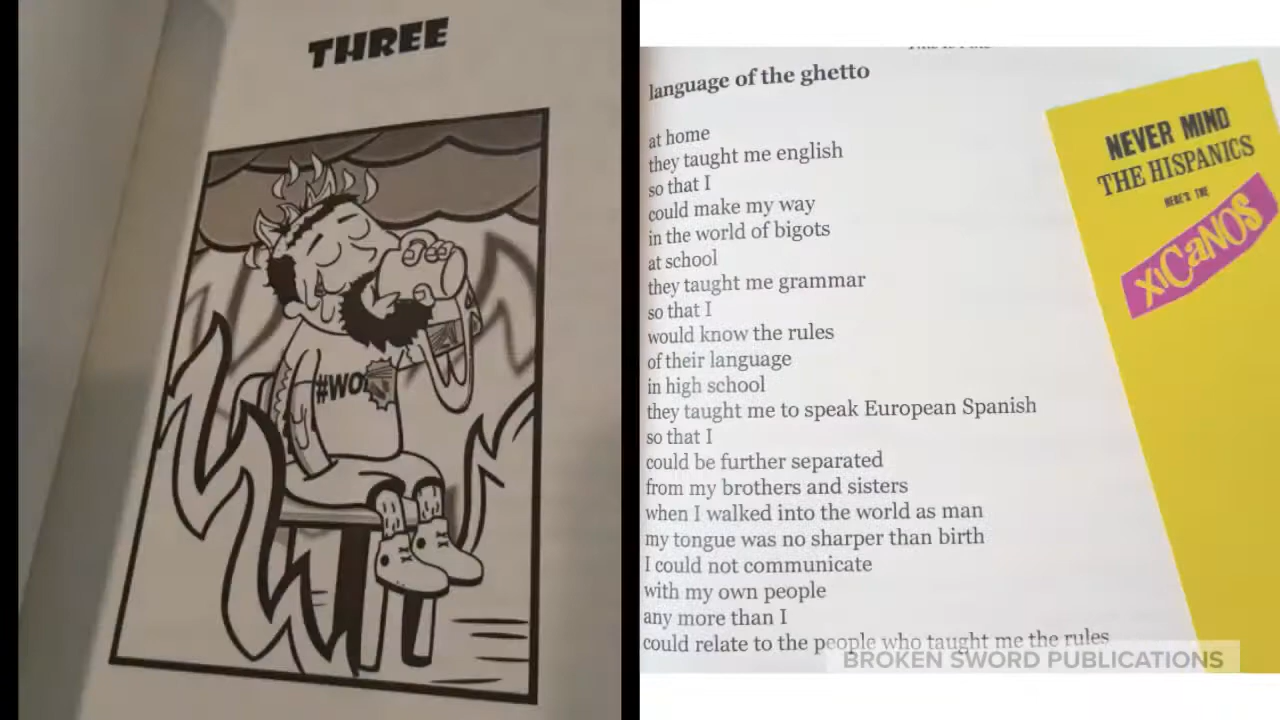 THREE
language of the ghetto
at home
they taught me english
so that I
could make my way
in the world of bigots
at school
they taught me grammar
so that I
would know the rules
of their language
in high school
they taught me to speak European Spanish
so that I
could be further separated
from my brothers and sisters
when I walked into the world as man
my tongue was no sharper than birth
I could not communicate
with my own people
any more than I
could relate to the people who taught me the rules
NEVER MIND
THE HISPANICS
HERE'S THE
XICaNOS
BROKEN SWORD PUBLICATIONS